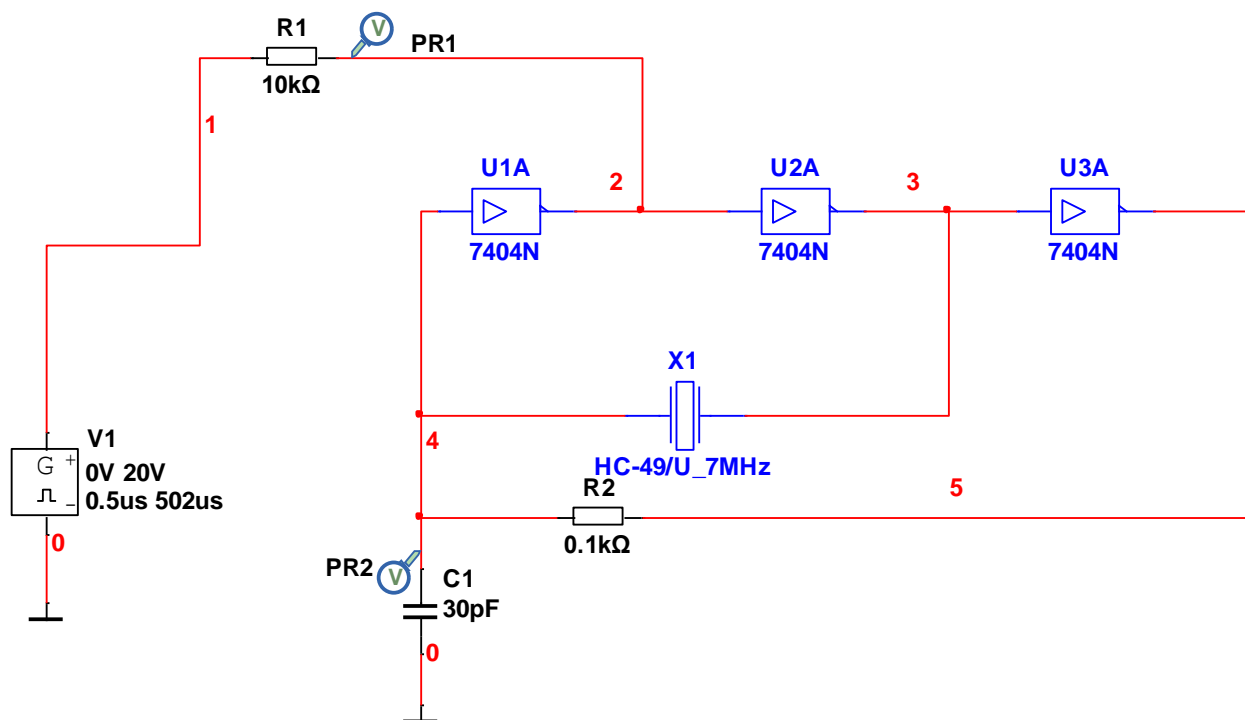 R1
V
PR1
10kΩ
1
U1A
2
U2A
3
U3A
7404N
7404N
7404N
X1
V1
4
G
+
0V 20V
HC-49/U_7MHz
–
0.5us 502us
R2
5
0
0.1kΩ
PR2
V
C1
30pF
0